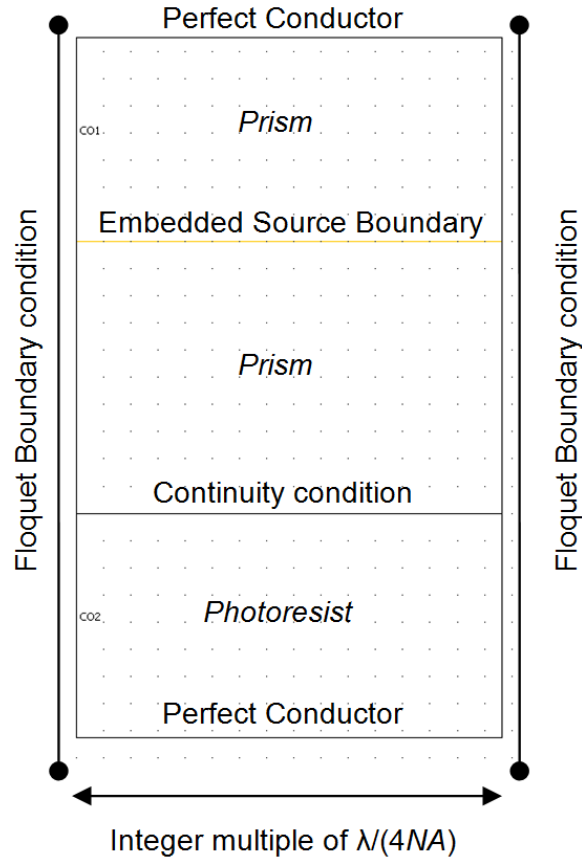 Perfect Conductor
CO1
Prism
Embedded Source Boundary
Floquet Boundary condition
Floquet Boundary condition
Prism
Continuity condition
CO2
Photoresist
Perfect Conductor
Integer multiple of λ/(4NA)